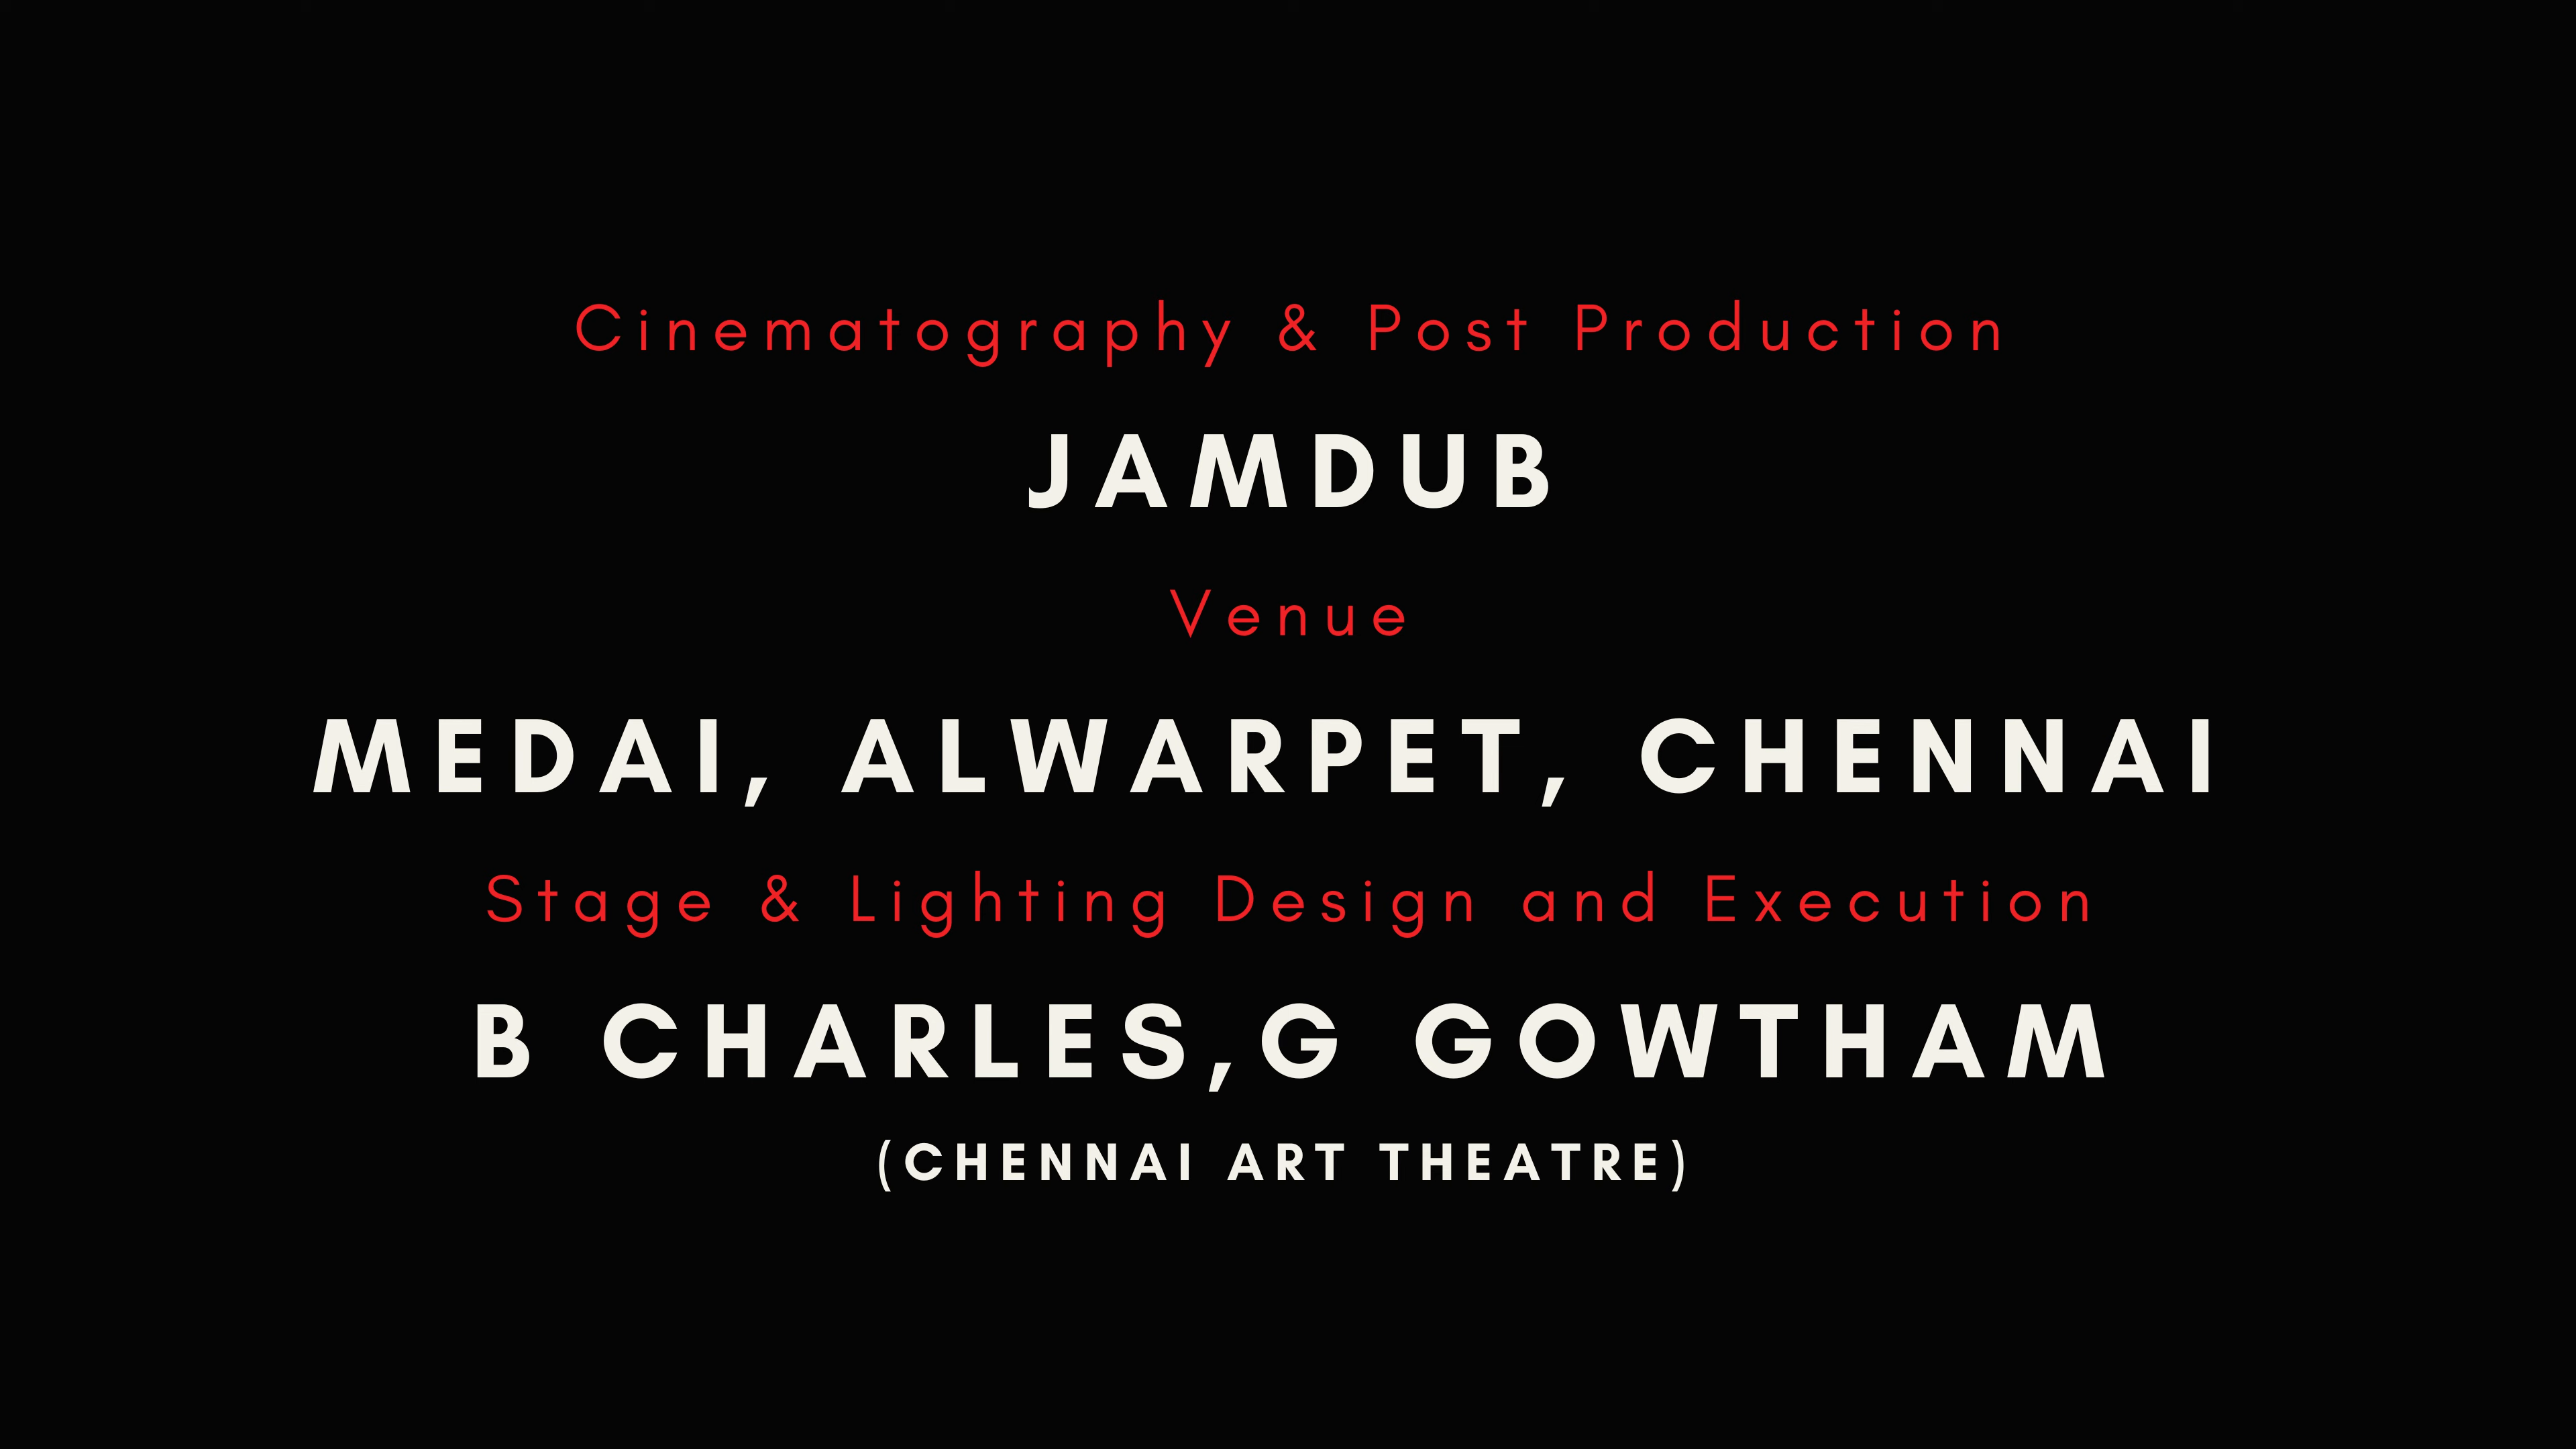 Cinematography & Post Production
JAMDUB
Venue
MEDAI, ALWARPET, CHENNAI
Stage & Lighting Design and Execution
B CHARLES,G GOWTHAM
(CHENNAI ART THEATRE)